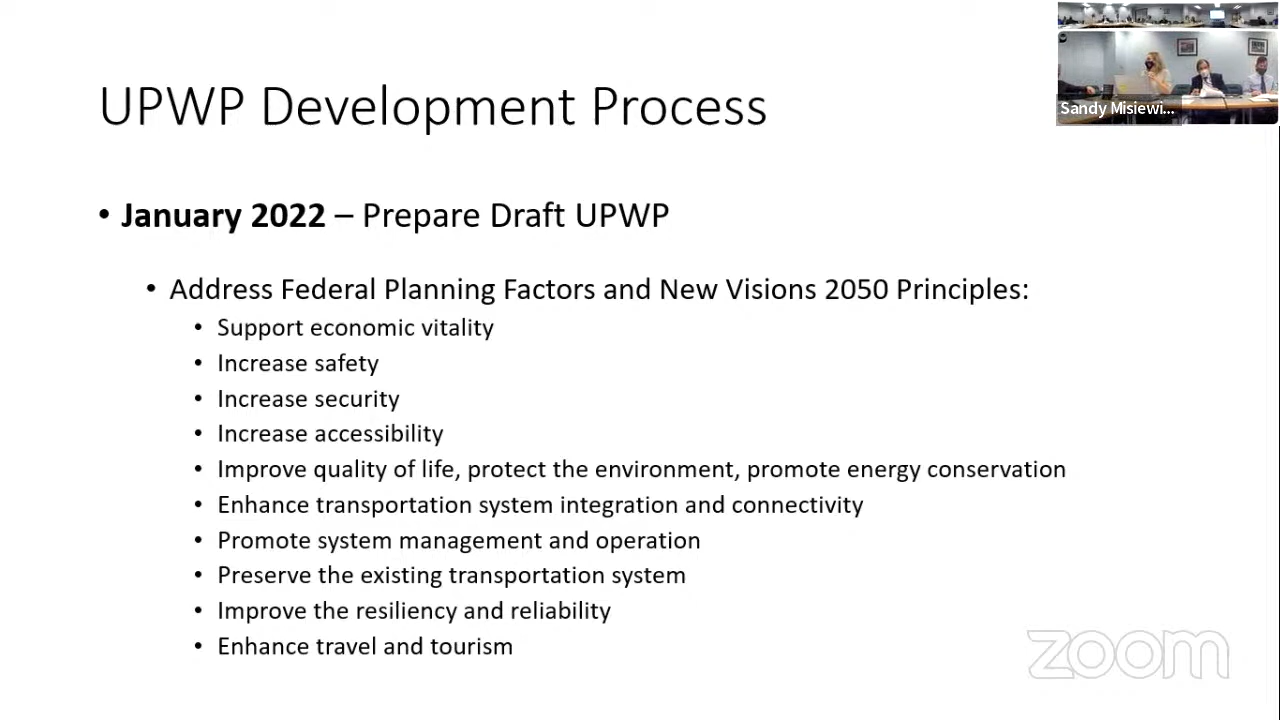 UPWP Development Process
Sandy Misiewi...
• January 2022 – Prepare Draft UPWP
• Address Federal Planning Factors and New Visions 2050 Principles:
• Support economic vitality
• Increase safety
• Increase security
• Increase accessibility
• Improve quality of life, protect the environment, promote energy conservation
• Enhance transportation system integration and connectivity
• Promote system management and operation
• Preserve the existing transportation system
• Improve the resiliency and reliability
• Enhance travel and tourism
zoom